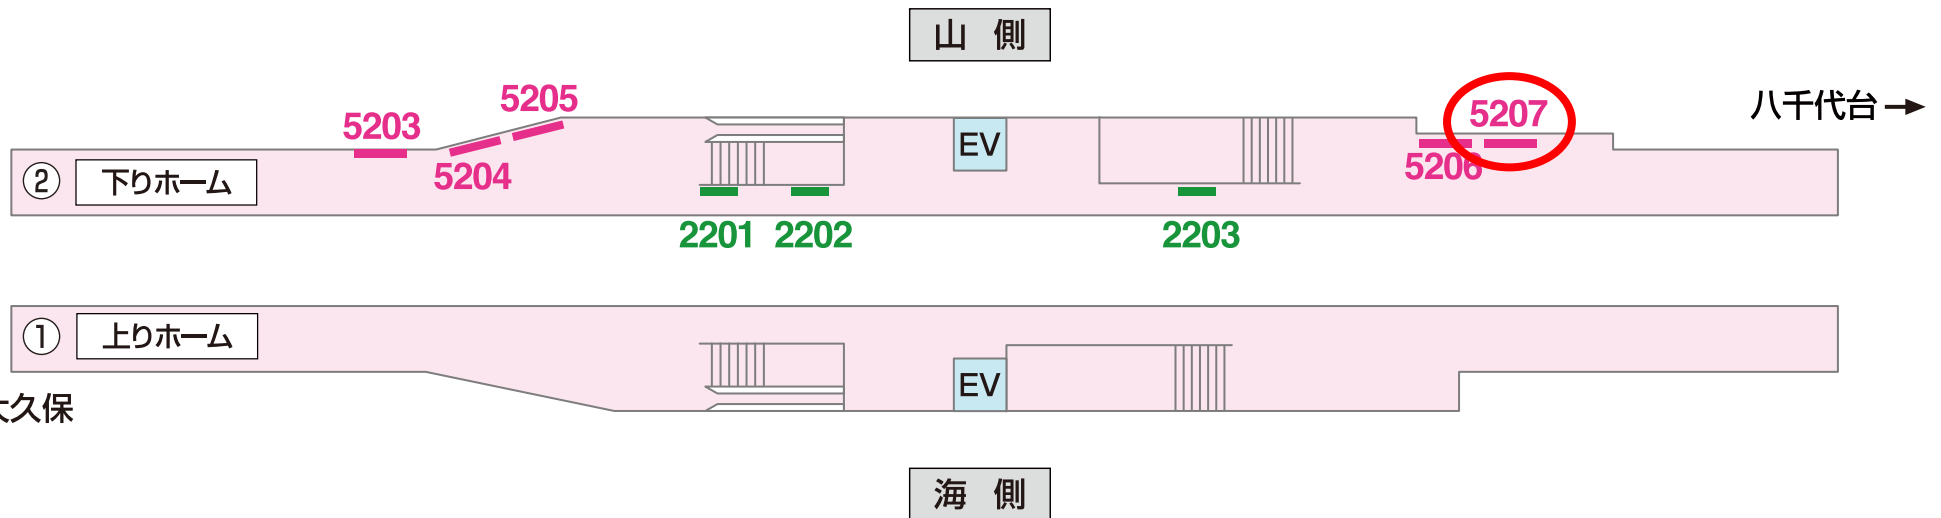 山 側
5205
5203
5207
八千代台
EV
5206
5204
② 下りホーム
2201
2202
2203
① 上りホーム
EV
久保
海 側